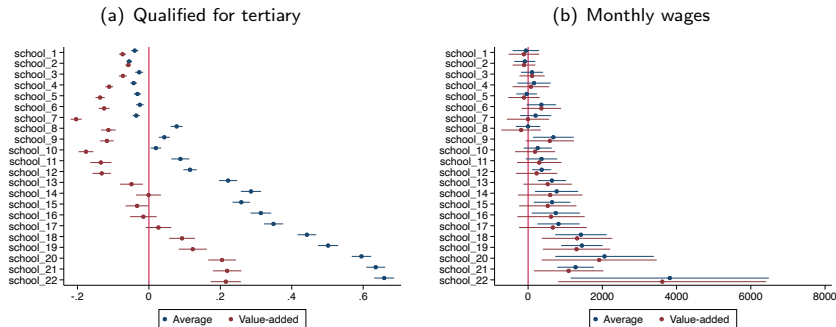 (a) Qualified for tertiary
school_1
school_2
school_3
school_4
school_5
school_6
school_7
school_8
school_9
school_10
school_11
school_12
school_13
school_14
school_15
school_16
school_17
school_18
school_19
school_20
school_21
school_22
-.2 0 .2 .4 .6
Average Value-added
(b) Monthly wages
school_1
school_2
school_3
school_4
school_5
school_6
school_7
school_8
school_9
school_10
school_11
school_12
school_13
school_14
school_15
school_16
school_17
school_18
school_19
school_20
school_21
school_22
0 2000 4000 6000 8000
Average Value-added